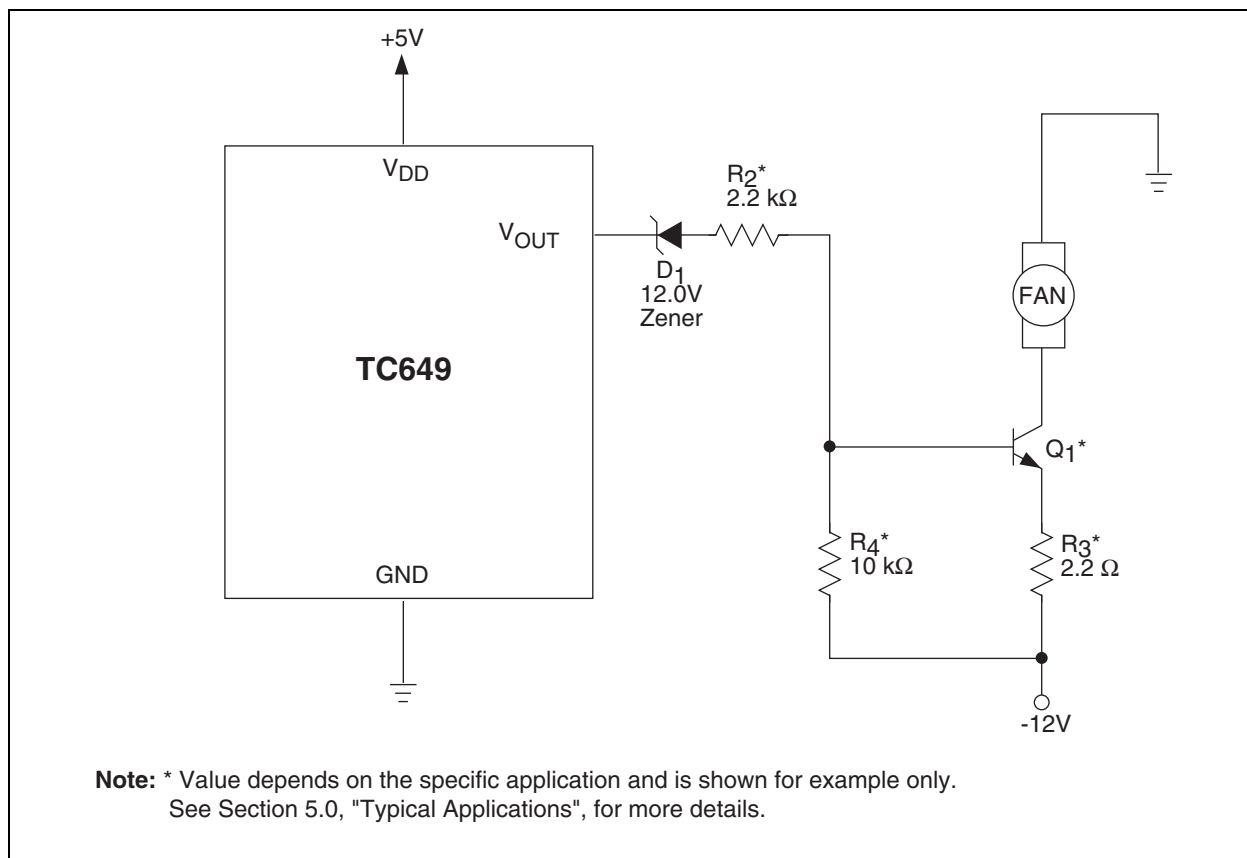 +5V
VDD
VOUT
D1
12.0V
Zener
R2*
2.2 kΩ
FAN
TC649
Q1*
R4*
10 kΩ
R3*
2.2 Ω
GND
-12V
Note: * Value depends on the specific application and is shown for example only.
See Section 5.0, "Typical Applications", for more details.